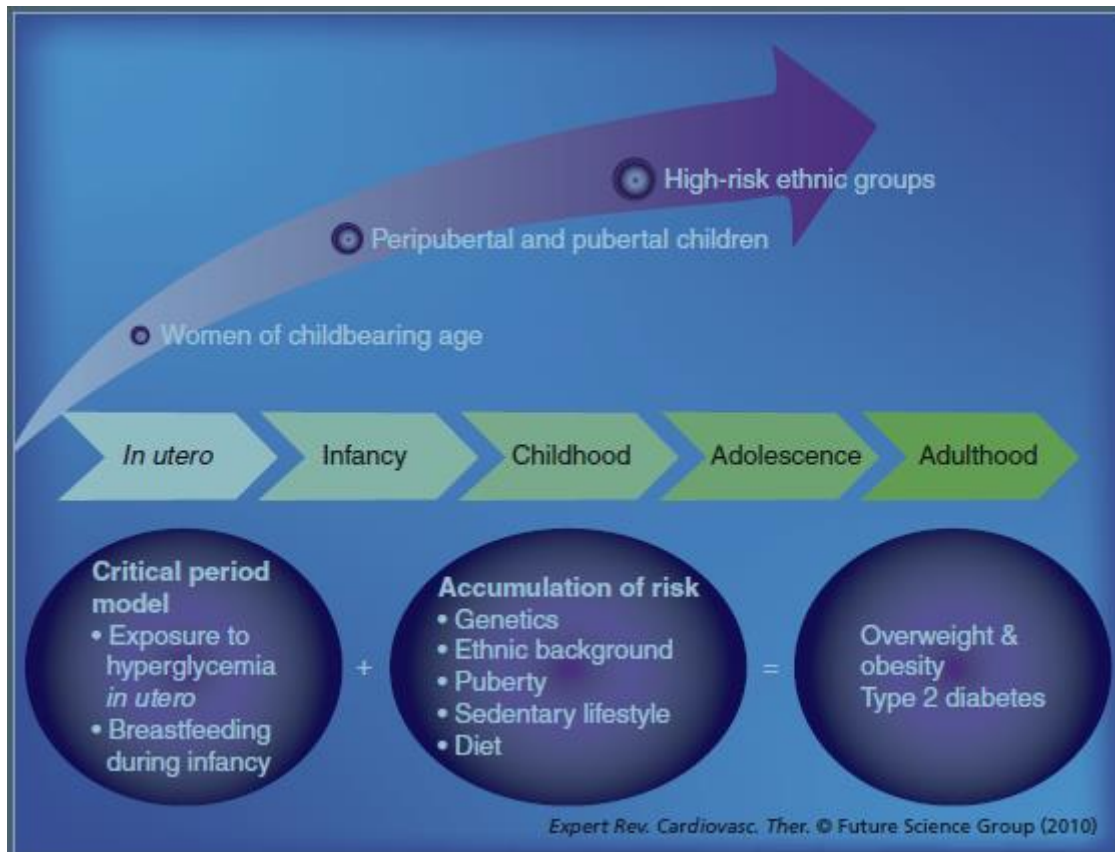 High-risk ethnic groups
Peripubertal and pubertal children
Women of childbearing age
In utero
Infancy
Childhood
Adolescence
Adulthood
Critical period
model
• Exposure to
hyperglycemia
in utero
• Breastfeeding
during infancy
+
Accumulation of risk
• Genetics
• Ethnic background
• Puberty
• Sedentary lifestyle
• Diet
=
Overweight &
obesity
Type 2 diabetes
Expert Rev. Cardiovasc. Ther. © Future Science Group (2010)